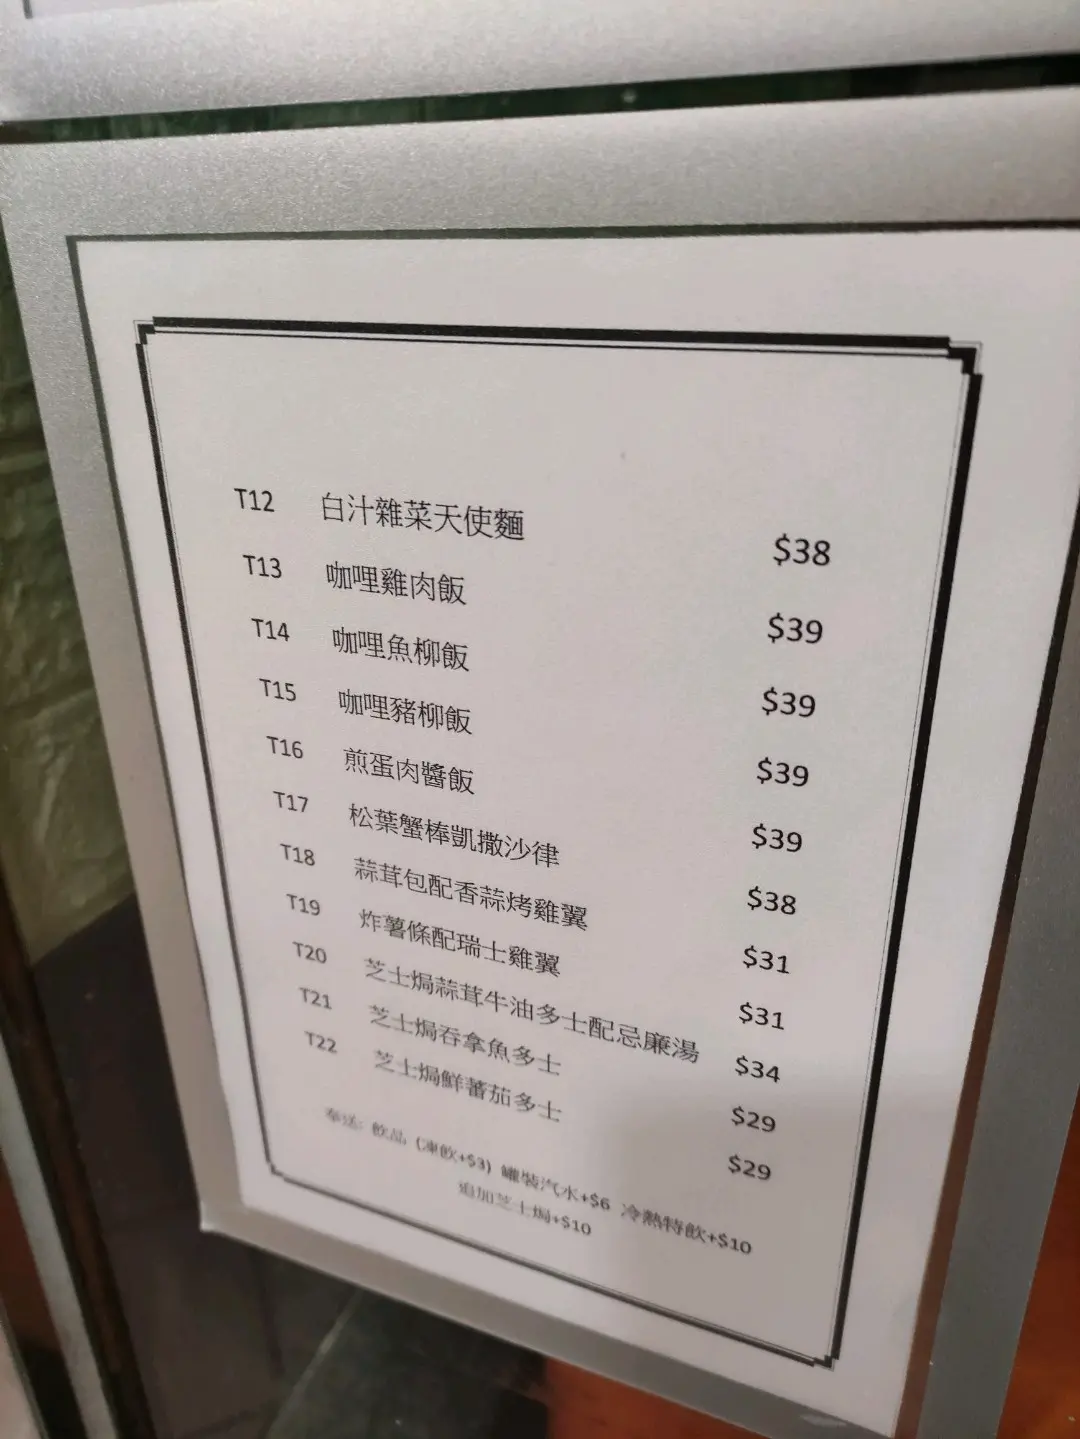 T12 白汁雜菜天使麵 $38
T13 咖哩雞肉飯 $39
T14 咖哩魚柳飯 $39
T15 咖哩豬柳飯 $39
T16 煎蛋肉醬飯 $39
T17 松葉蟹棒凱撒沙律 $38
T18 蒜茸包配香蒜烤雞翼 $31
T19 炸薯條配瑞士雞翼 $31
T20 芝士焗蒜茸牛油多士配忌廉湯 $34
T21 芝士焗吞拿魚多士 $29
T22 芝士焗鮮蕃茄多士 $29
奉送: 飲品 (凍飲+$3) 罐裝汽水+$6 冷熱特飲+$10
追加芝士焗+$10